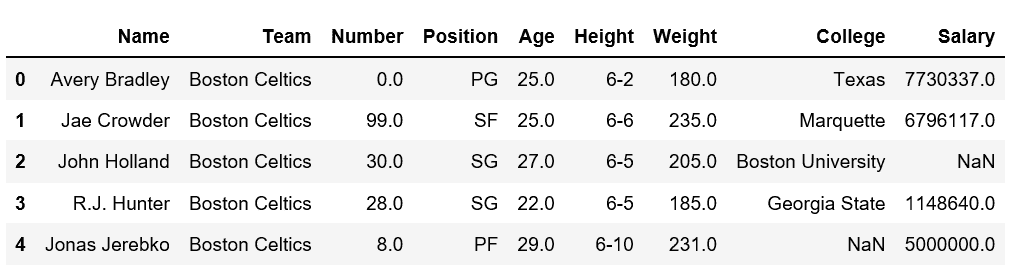 Name Team Number Position Age Height Weight College Salary
0 Avery Bradley Boston Celtics 0.0 PG 25.0 6-2 180.0 Texas 7730337.0
1 Jae Crowder Boston Celtics 99.0 SF 25.0 6-6 235.0 Marquette 6796117.0
2 John Holland Boston Celtics 30.0 SG 27.0 6-5 205.0 Boston University NaN
3 R.J. Hunter Boston Celtics 28.0 SG 22.0 6-5 185.0 Georgia State 1148640.0
4 Jonas Jerebko Boston Celtics 8.0 PF 29.0 6-10 231.0 NaN 5000000.0